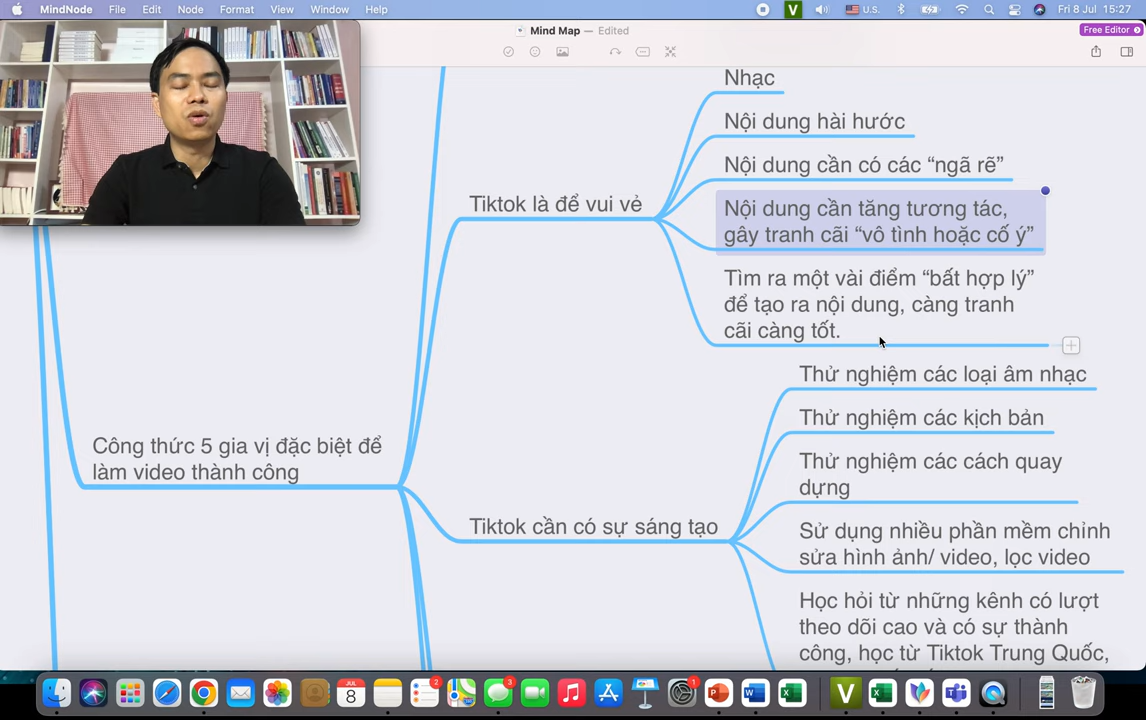 MindNode File Edit Node Format View Window Help
U.S. Fri 8 Jul 15:27
Mind Map — Edited
Free Editor
Nhạc
Nội dung hài hước
Nội dung cần có các “ngã rẽ”
Tiktok là để vui vẻ
Nội dung cần tăng tương tác,
gây tranh cãi “vô tình hoặc cố ý”
Tìm ra một vài điểm “bất hợp lý”
để tạo ra nội dung, càng tranh
cãi càng tốt.
Thử nghiệm các loại âm nhạc
Thử nghiệm các kịch bản
Công thức 5 gia vị đặc biệt để
làm video thành công
Thử nghiệm các cách quay
dựng
Tiktok cần có sự sáng tạo
Sử dụng nhiều phần mềm chỉnh
sửa hình ảnh/ video, lọc video
Học hỏi từ những kênh có lượt
theo dõi cao và có sự thành
công, học từ Tiktok Trung Quốc,